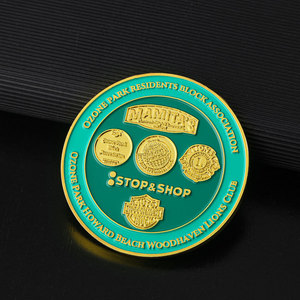 OZONE PARK RESIDENTS BLOCK ASSOCIATION
MAMITA'S
STOP&SHOP
OZONE PARK HOWARD BEACH WOODHAVEN LIONS CLUB